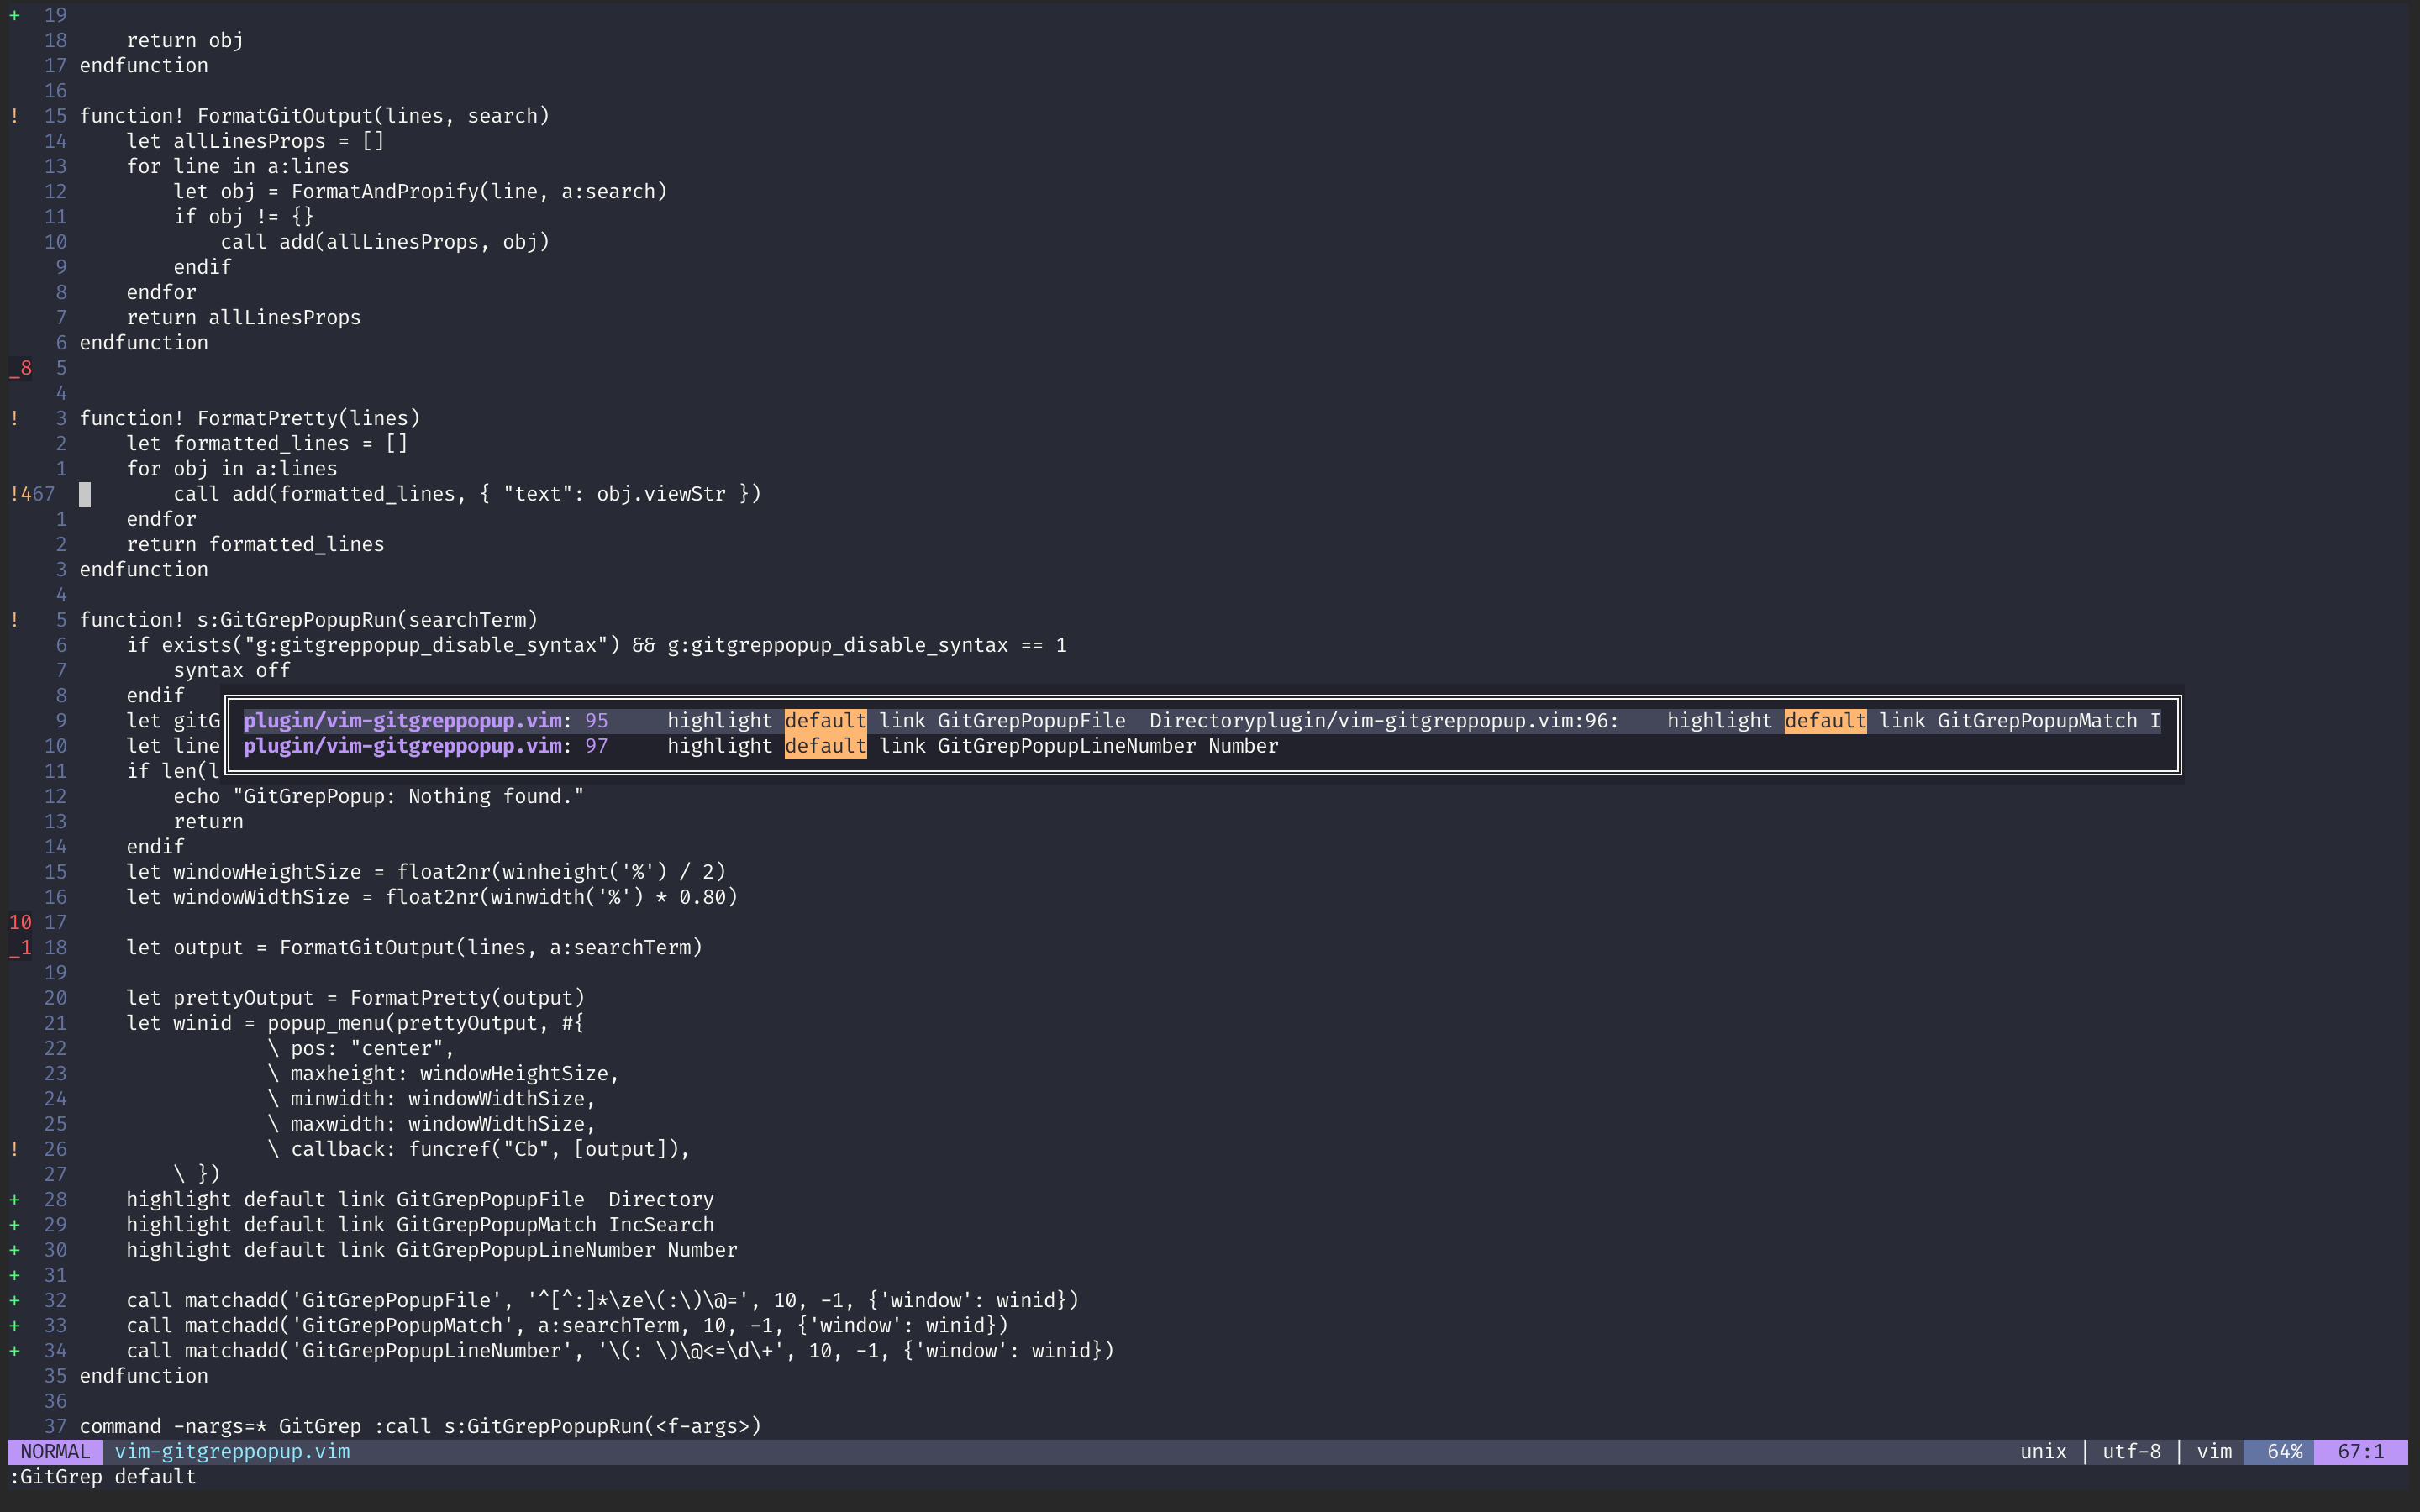 +  19
   18     return obj
   17 endfunction
   16
!  15 function! FormatGitOutput(lines, search)
   14     let allLinesProps = []
   13     for line in a:lines
   12         let obj = FormatAndPropify(line, a:search)
   11         if obj != {}
   10             call add(allLinesProps, obj)
    9         endif
    8     endfor
    7     return allLinesProps
    6 endfunction
_8  5
    4
!   3 function! FormatPretty(lines)
    2     let formatted_lines = []
    1     for obj in a:lines
!467          call add(formatted_lines, { "text": obj.viewStr })
    1     endfor
    2     return formatted_lines
    3 endfunction
    4
!   5 function! s:GitGrepPopupRun(searchTerm)
    6     if exists("g:gitgreppopup_disable_syntax") && g:gitgreppopup_disable_syntax == 1
    7         syntax off
    8     endif
    9     let gitG plugin/vim-gitgreppopup.vim: 95     highlight default link GitGrepPopupFile  Directoryplugin/vim-gitgreppopup.vim:96:    highlight default link GitGrepPopupMatch I
   10     let line plugin/vim-gitgreppopup.vim: 97     highlight default link GitGrepPopupLineNumber Number
   11     if len(l
   12         echo "GitGrepPopup: Nothing found."
   13         return
   14     endif
   15     let windowHeightSize = float2nr(winheight('%') / 2)
   16     let windowWidthSize = float2nr(winwidth('%') * 0.80)
10 17
_1 18     let output = FormatGitOutput(lines, a:searchTerm)
   19
   20     let prettyOutput = FormatPretty(output)
   21     let winid = popup_menu(prettyOutput, #{
   22                 \ pos: "center",
   23                 \ maxheight: windowHeightSize,
   24                 \ minwidth: windowWidthSize,
   25                 \ maxwidth: windowWidthSize,
!  26                 \ callback: funcref("Cb", [output]),
   27         \ })
+  28     highlight default link GitGrepPopupFile  Directory
+  29     highlight default link GitGrepPopupMatch IncSearch
+  30     highlight default link GitGrepPopupLineNumber Number
+  31
+  32     call matchadd('GitGrepPopupFile', '^[^:]*\ze\(:\)\@=', 10, -1, {'window': winid})
+  33     call matchadd('GitGrepPopupMatch', a:searchTerm, 10, -1, {'window': winid})
+  34     call matchadd('GitGrepPopupLineNumber', '\(: \)\@<=\d\+', 10, -1, {'window': winid})
   35 endfunction
   36
   37 command -nargs=* GitGrep :call s:GitGrepPopupRun(<f-args>)
NORMAL vim-gitgreppopup.vim unix | utf-8 | vim 64% 67:1
:GitGrep default